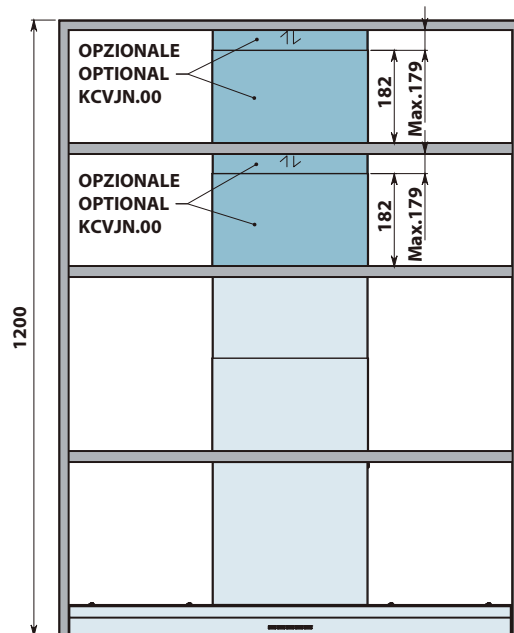 OPZIONALE
OPTIONAL
KCVJN.00
182
Max.179
OPZIONALE
OPTIONAL
KCVJN.00
182
Max.179
1200